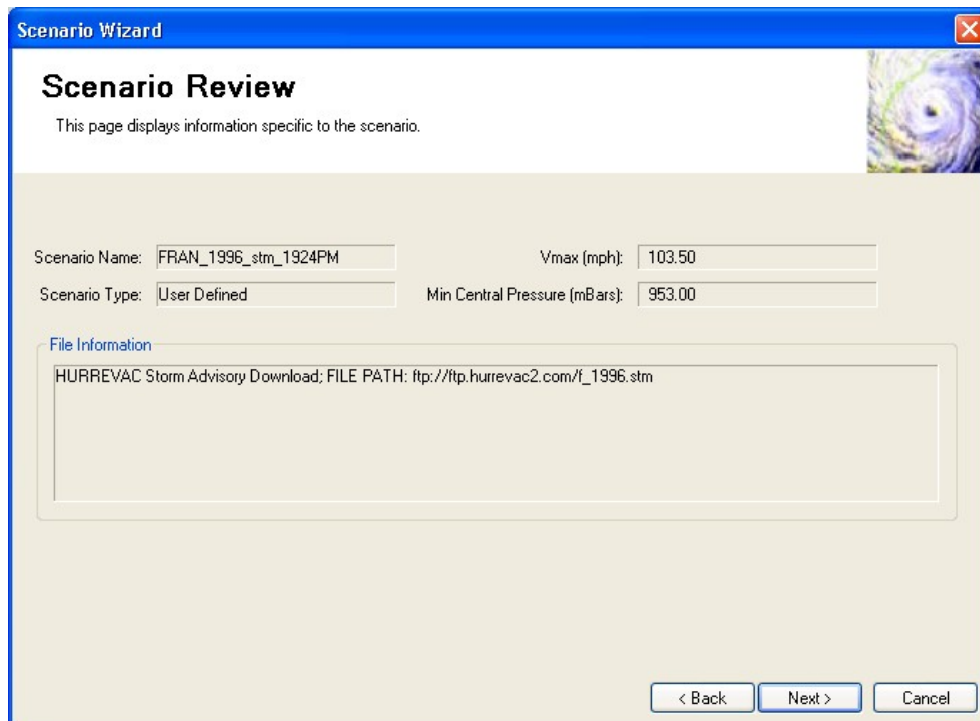 Scenario Wizard
Scenario Review
This page displays information specific to the scenario.
Scenario Name: FRAN_1996_stm_1924PM Vmax (mph): 103.50
Scenario Type: User Defined Min Central Pressure (mBars): 953.00
File Information
HURREVAC Storm Advisory Download; FILE PATH: ftp://ftp.hurrevac2.com/f_1996.stm
< Back Next > Cancel